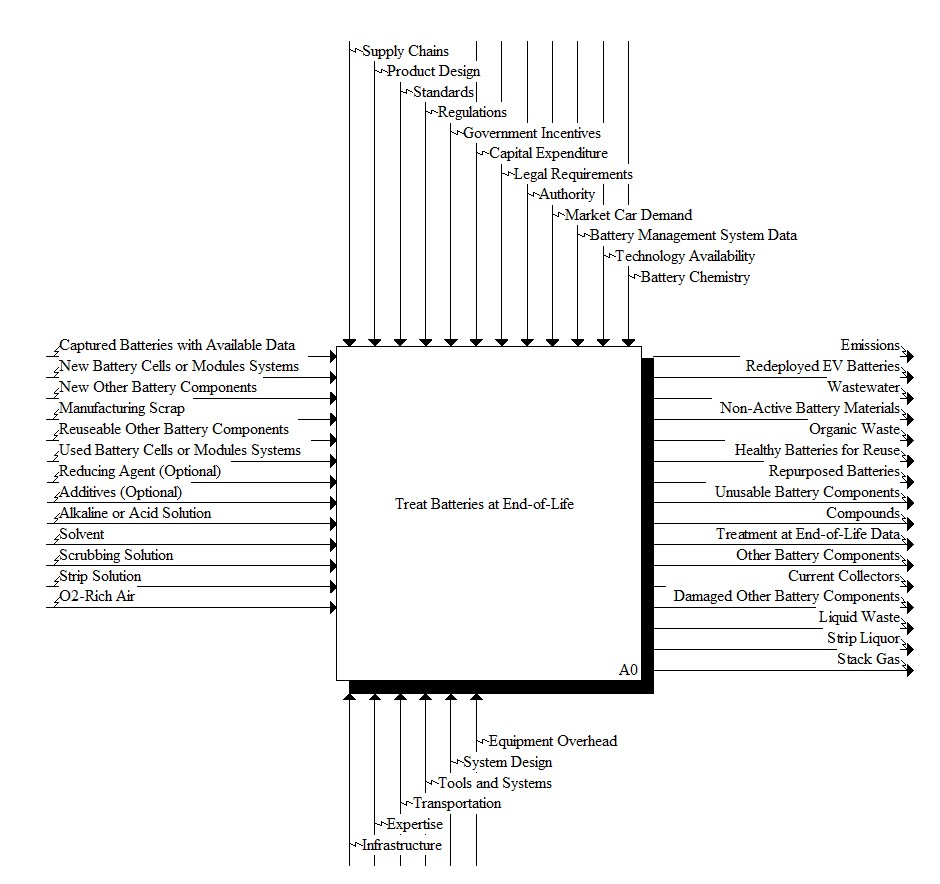 Supply Chains
Product Design
Standards
Regulations
Government Incentives
Capital Expenditure
Legal Requirements
Authority
Market Car Demand
Battery Management System Data
Technology Availability
Battery Chemistry
Captured Batteries with Available Data
New Battery Cells or Modules Systems
New Other Battery Components
Manufacturing Scrap
Reuseable Other Battery Components
Used Battery Cells or Modules Systems
Reducing Agent (Optional)
Additives (Optional)
Alkaline or Acid Solution
Solvent
Scrubbing Solution
Strip Solution
O2-Rich Air
Treat Batteries at End-of-Life
A0
Emissions
Redeployed EV Batteries
Wastewater
Non-Active Battery Materials
Organic Waste
Healthy Batteries for Reuse
Repurposed Batteries
Unusable Battery Components
Compounds
Treatment at End-of-Life Data
Other Battery Components
Current Collectors
Damaged Other Battery Components
Liquid Waste
Strip Liquor
Stack Gas
Equipment Overhead
System Design
Tools and Systems
Transportation
Expertise
Infrastructure